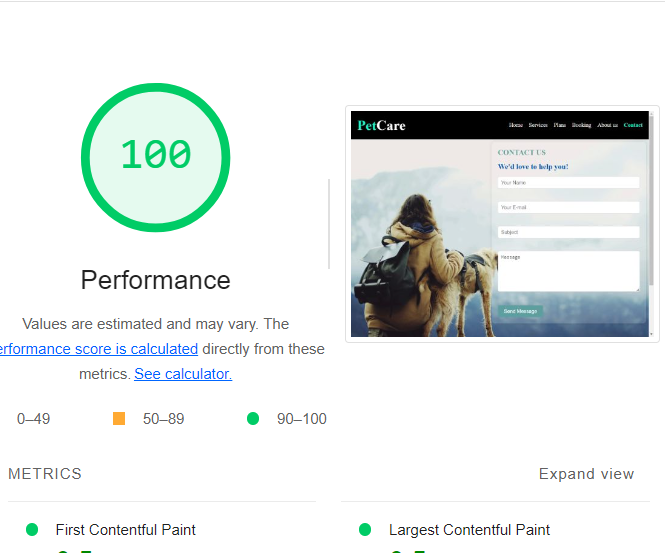 100
Performance
Values are estimated and may vary. The
erformance score is calculated directly from these
metrics. See calculator.
0–49
50–89
90–100
PetCare
Home Services Plans Booking About us Contact
CONTACT US
We'd love to help you!
Your Name
Your E-mail
Subject
Message
Send Message
METRICS
Expand view
First Contentful Paint
Largest Contentful Paint